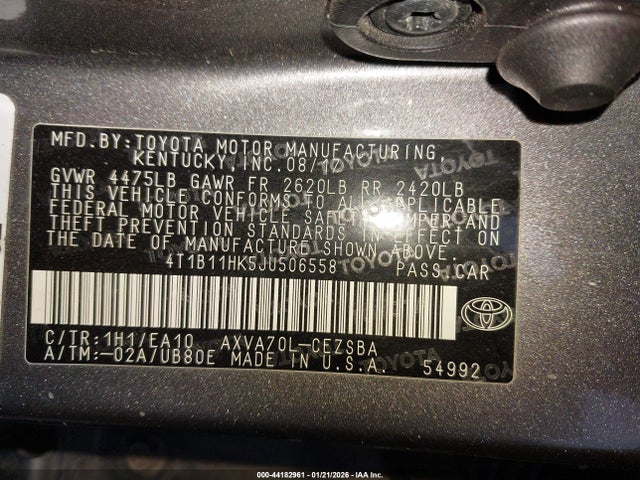 MFD.BY:TOYOTA MOTOR MANUFACTURING,
KENTUCKY, INC. 08/17
GVWR 4475LB GAWR FR 2620LB RR 2420LB
THIS VEHICLE CONFORMS TO ALL APPLICABLE
FEDERAL MOTOR VEHICLE SAFETY, BUMPER AND
THEFT PREVENTION STANDARDS IN EFFECT ON
THE DATE OF MANUFACTURE SHOWN ABOVE.
4T1B11HK5JU506558 PASS.CAR
C/TR:1H1/EA10 AXVA70L-CEZSBA
A/TM:-02A/UB80E MADE IN U.S.A. 54992
TOYOTA
000-44182961 - 01/21/2026 - IAA Inc.